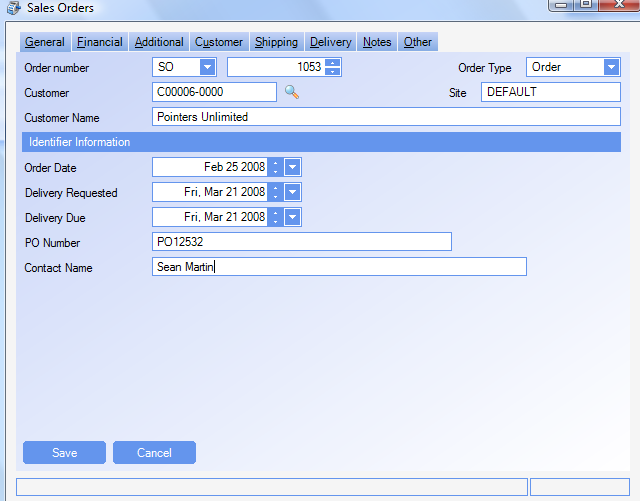 Sales Orders
General Financial Additional Customer Shipping Delivery Notes Other
Order number SO 1053 Order Type Order
Customer C00006-0000 Site DEFAULT
Customer Name Pointers Unlimited
Identifier Information
Order Date Feb 25 2008
Delivery Requested Fri, Mar 21 2008
Delivery Due Fri, Mar 21 2008
PO Number PO12532
Contact Name Sean Martin
Save Cancel